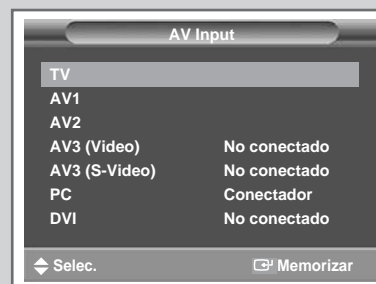 AV Input
TV
AV1
AV2
AV3 (Video) No conectado
AV3 (S-Video) No conectado
PC Conectador
DVI No conectado
Selec. Memorizar